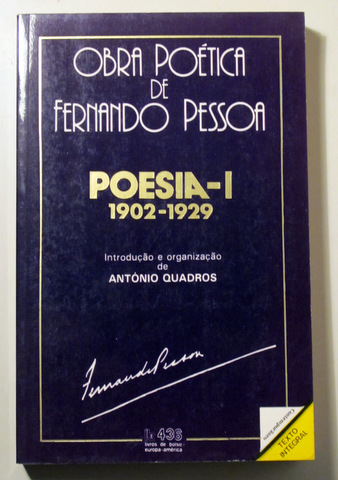 OBRA POÉTICA
DE
FERNANDO PESSOA
POESIA-I
1902-1929
Introdução e organização
de
ANTÓNIO QUADROS
Fernando Pessoa
436
livros de bolso
europa-américa
TEXTO
INTEGRAL